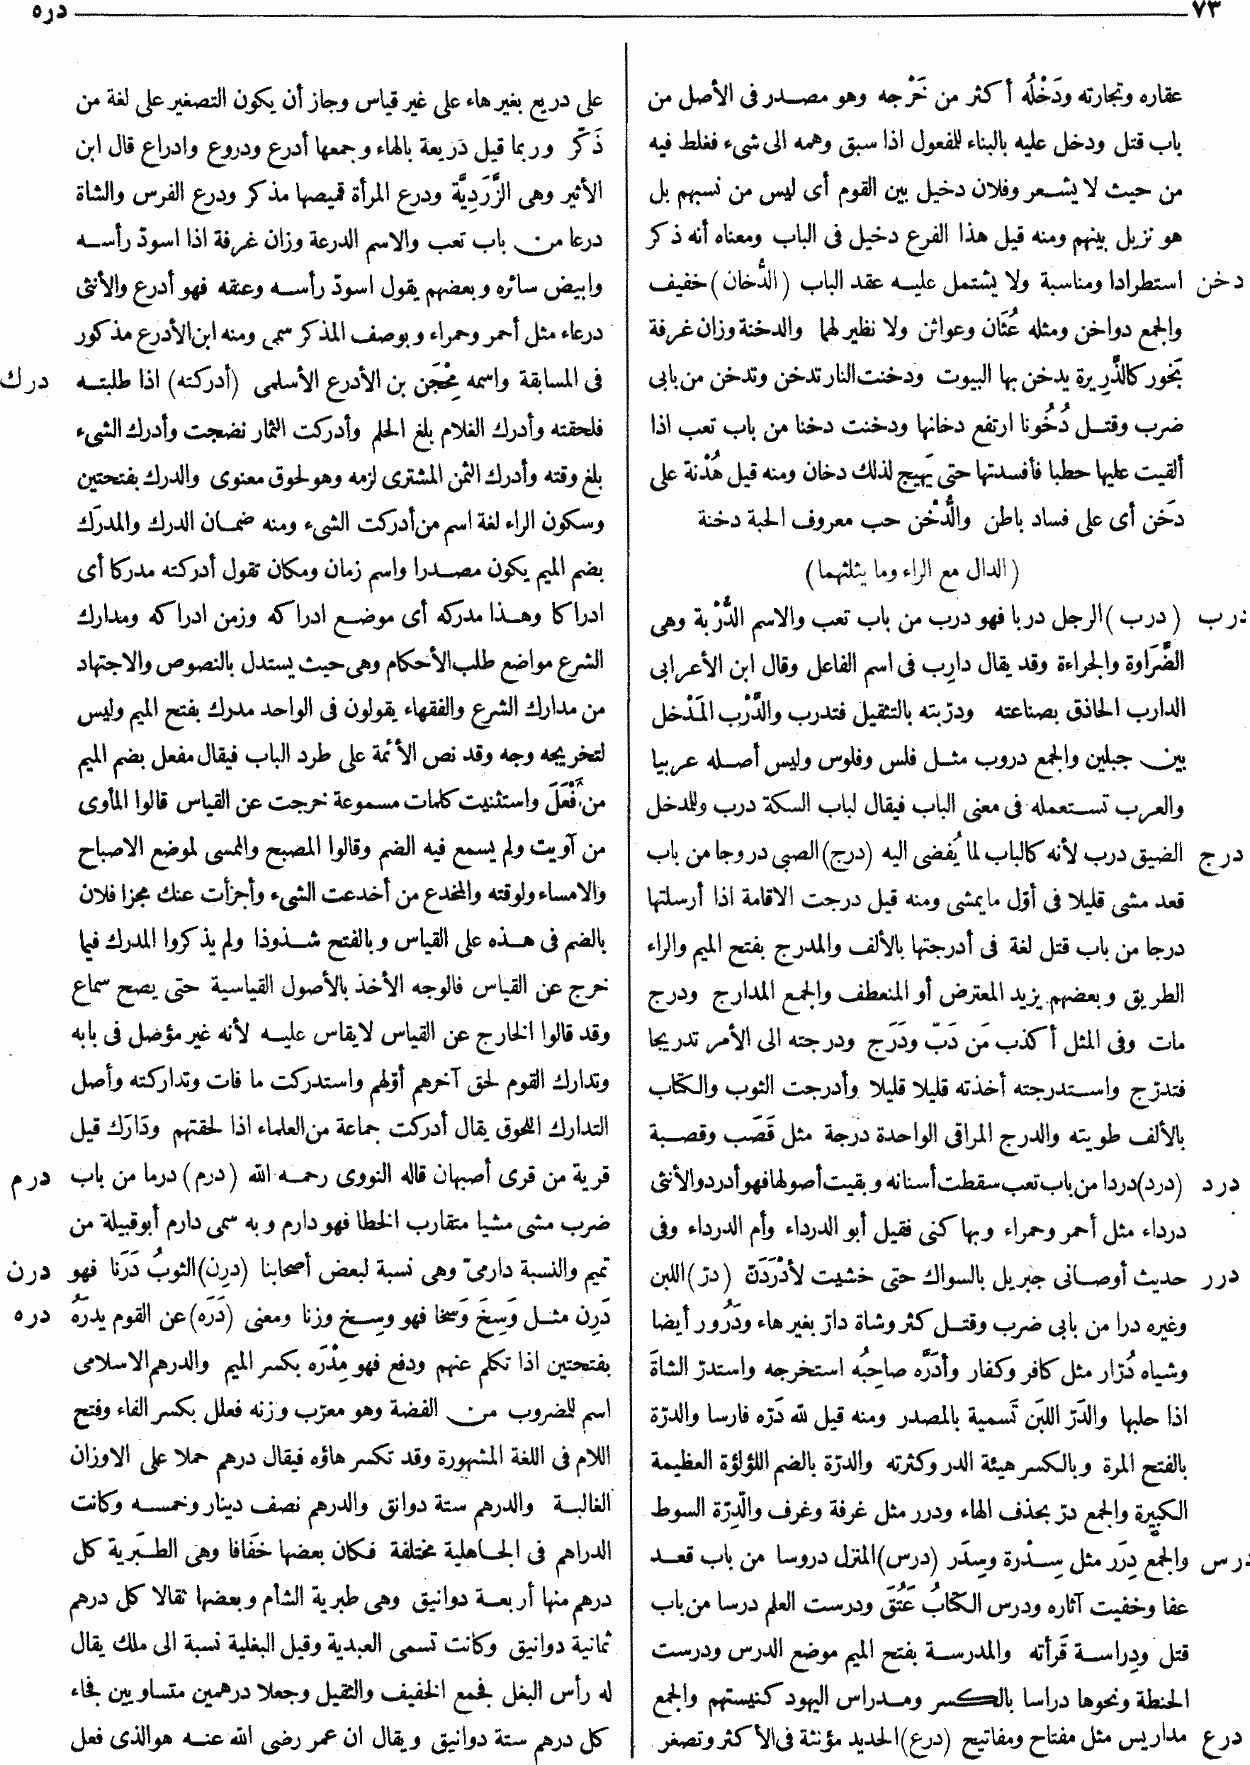 ٧٣ دره
عقاره وتجارته ودَخْلُه أكثر من خَرْجه وهو مصدر فى الأصل من
باب قتل ودخل عليه بالبناء للفعول اذا سبق وهمه الى شىء فغلط فيه
من حيث لا يشعر وفلان دخيل بين القوم أى ليس من نسبهم بل
هو نزيل بينهم ومنه قيل هذا الفرع دخيل فى الباب ومعناه أنه ذكر
دخن استطرادا ومناسبة ولا يشتمل عليه عقد الباب (الدُّخان) خفيف
والجمع دواخن ومثله عُثَان وعواثن ولا نظير لهما والدخنة وزان غرفة
بَخور كالذَّرِيرة يدخن بها البيوت ودخنت النار تدخن وتدخن من بابى
ضرب وقتل دُخُونا ارتفع دخانها ودخنت دخنا من باب تعب اذا
ألقيت عليها حطبا فأفسدتها حتى يَهيج لذلك دخان ومنه قيل هُدْنة على
دَخن أى على فساد باطن والدُّخْن حب معروف الحبة دخنة
(الدال مع الراء وما يثلثهما)
درب (درب) الرجل دربا فهو درب من باب تعب والاسم الدُّرْبة وهى
الضَّرَاوة والجراءة وقد يقال دارب فى اسم الفاعل وقال ابن الأعرابى
الدارب الحاذق بصناعته ودرّبته بالتثقيل فتدرب والدَّرْب المَدْخل
بين جبلين والجمع دروب مثل فلس وفلوس وليس أصله عربيا
والعرب تستعمله فى معنى الباب فيقال لباب السكة درب وللدخل
درج الضيق درب لأنه كالباب لما يُفضى اليه (درج) الصبى دروجا من باب
قعد مشى قليلا فى أوّل ما يمشى ومنه قيل درجت الاقامة اذا أرسلتها
درجا من باب قتل لغة فى أدرجتها بالألف والمدرج بفتح الميم والراء
الطريق وبعضهم يزيد المعترض أو المنعطف والجمع المدارج ودرج
مات وفى المثل أكذب مَن دَبّ ودَرَج ودرجته الى الأمر تدريجا
فتدرّج واستدرجته أخذته قليلا قليلا وأدرجت الثوب والكتاب
بالألف طويته والدرج المراقى الواحدة درجة مثل قَصَب وقصبة
درد (درد) دردا من باب تعب سقطت أسنانه وبقيت أصولها فهو أدرد والأنثى
درداء مثل أحمر وحمراء وبها كنى فقيل أبو الدرداء وأم الدرداء وفى
درر حديث أوصانى جبريل بالسواك حتى خشيت لأَدْرَدَنّ (درّ) اللبن
وغيره درا من بابى ضرب وقتل كثر وشاة دارّ بغير هاء ودَرُور أيضا
وشياه دُرّار مثل كافر وكفار وأدَرَّه صاحبُه استخرجه واستدرّ الشاةَ
اذا حلبها والدَّرّ اللبَن تَسمية بالمصدر ومنه قيل لله دَرّه فارسا والدرّة
بالفتح المرة وبالكسر هيئة الدر وكثرته والدرّة بالضم اللؤلؤة العظيمة
الكبيرة والجمع درّ بحذف الهاء ودرر مثل غرفة وغرف والدِّرّة السوط
درس والجمع دِرَر مثل سِدْرة وسِدَر (درس) المنزل دروسا من باب قعد
عفا وخفيت آثاره ودرس الكتابُ عَتُقَ ودرست العلم درسا من باب
قتل ودِراسة قَرأته والمدرسة بفتح الميم موضع الدرس ودرست
الحنطة ونحوها دراسا بالكسر ومدراس اليهود كنيستهم والجمع
درع مداريس مثل مفتاح ومفاتيح (درع) الحديد مؤنثة فى الأكثر وتصغر
على دريع بغير هاء على غير قياس وجاز أن يكون التصغير على لغة من
ذَكّر وربما قيل دَريعة بالهاء وجمعها أدرع ودروع وادراع قال ابن
الأثير وهى الزَّرَدِيَّة ودرع المرأة قميصها مذكر ودرع الفرس والشاة
درعا من باب تعب والاسم الدرعة وزان غرفة اذا اسودّ رأسه
وابيض سائره وبعضهم يقول اسودّ رأسه وعنقه فهو أدرع والأنثى
درعاء مثل أحمر وحمراء وبوصف المذكر سمى ومنه ابن الأدرع مذكور
فى المسابقة واسمه مِحْجَن بن الأدرع الأسلمى (أدركته) اذا طلبته درك
فلحقته وأدرك الغلام بلغ الحلم وأدركت الثمار نضجت وأدرك الشىء
بلغ وقته وأدرك الثمن المشترى لزمه وهو لحوق معنوى والدرك بفتحتين
وسكون الراء لغة اسم من أدركت الشىء ومنه ضمان الدرك والمدرَك
بضم الميم يكون مصدرا واسم زمان ومكان تقول أدركته مدركا أى
ادراكا وهذا مدركه أى موضع ادراكه وزمن ادراكه ومدارك
الشرع مواضع طلب الأحكام وهى حيث يستدل بالنصوص والاجتهاد
من مدارك الشرع والفقهاء يقولون فى الواحد مدرك بفتح الميم وليس
لتخريجه وجه وقد نص الأئمة على طرد الباب فيقال مفعل بضم الميم
من أَفْعَلَ واستثنيت كلمات مسموعة خرجت عن القياس قالوا المأوى
من آويت ولم يسمع فيه الضم وقالوا المصبح والممسى لموضع الاصباح
والامساء ولوقته والمخدع من أخدعت الشىء وأجزأت عنك مجزا فلان
بالضم فى هذه على القياس وبالفتح شذوذا ولم يذكروا المدرك فيما
خرج عن القياس فالوجه الأخذ بالأصول القياسية حتى يصح سماع
وقد قالوا الخارج عن القياس لا يقاس عليه لأنه غير مؤصل فى بابه
وتدارك القوم لحق آخرهم أوّلهم واستدركت ما فات وتداركته وأصل
التدارك اللحوق يقال أدركت جماعة من العلماء اذا لحقتهم ودَارَك قيل
قرية من قرى أصبهان قاله النووى رحمه الله (درم) درما من باب درم
ضرب مشى مشيا متقارب الخطا فهو دارم وبه سمى دارم أبو قبيلة من
تميم والنسبة دارمىّ وهى نسبة لبعض أصحابنا (درِن) الثوبُ دَرَنا فهو درن
دَرِن مثل وَسِخَ وَسَخا فهو وسِخ وزنا ومعنى (دَرَه) عن القوم يدرَهُ دره
بفتحتين اذا تكلم عنهم ودفع فهو مِدْرَه بكسر الميم والدرهم الاسلامى
اسم للضروب من الفضة وهو معرّب وزنه فعلل بكسر الفاء وفتح
اللام فى اللغة المشهورة وقد تكسر هاؤه فيقال درهم حملا على الاوزان
الغالبة والدرهم ستة دوانق والدرهم نصف دينار وخمسه وكانت
الدراهم فى الجاهلية مختلفة فكان بعضها خَفَافا وهى الطبَرية كل
درهم منها أربعة دوانيق وهى طبرية الشأم وبعضها ثقالا كل درهم
ثمانية دوانيق وكانت تسمى العبدية وقيل البغلية نسبة الى ملك يقال
له رأس البغل فجمع الخفيف والثقيل وجعلا درهمين متساويين فجاء
كل درهم ستة دوانيق ويقال ان عمر رضى الله عنه هو الذى فعل